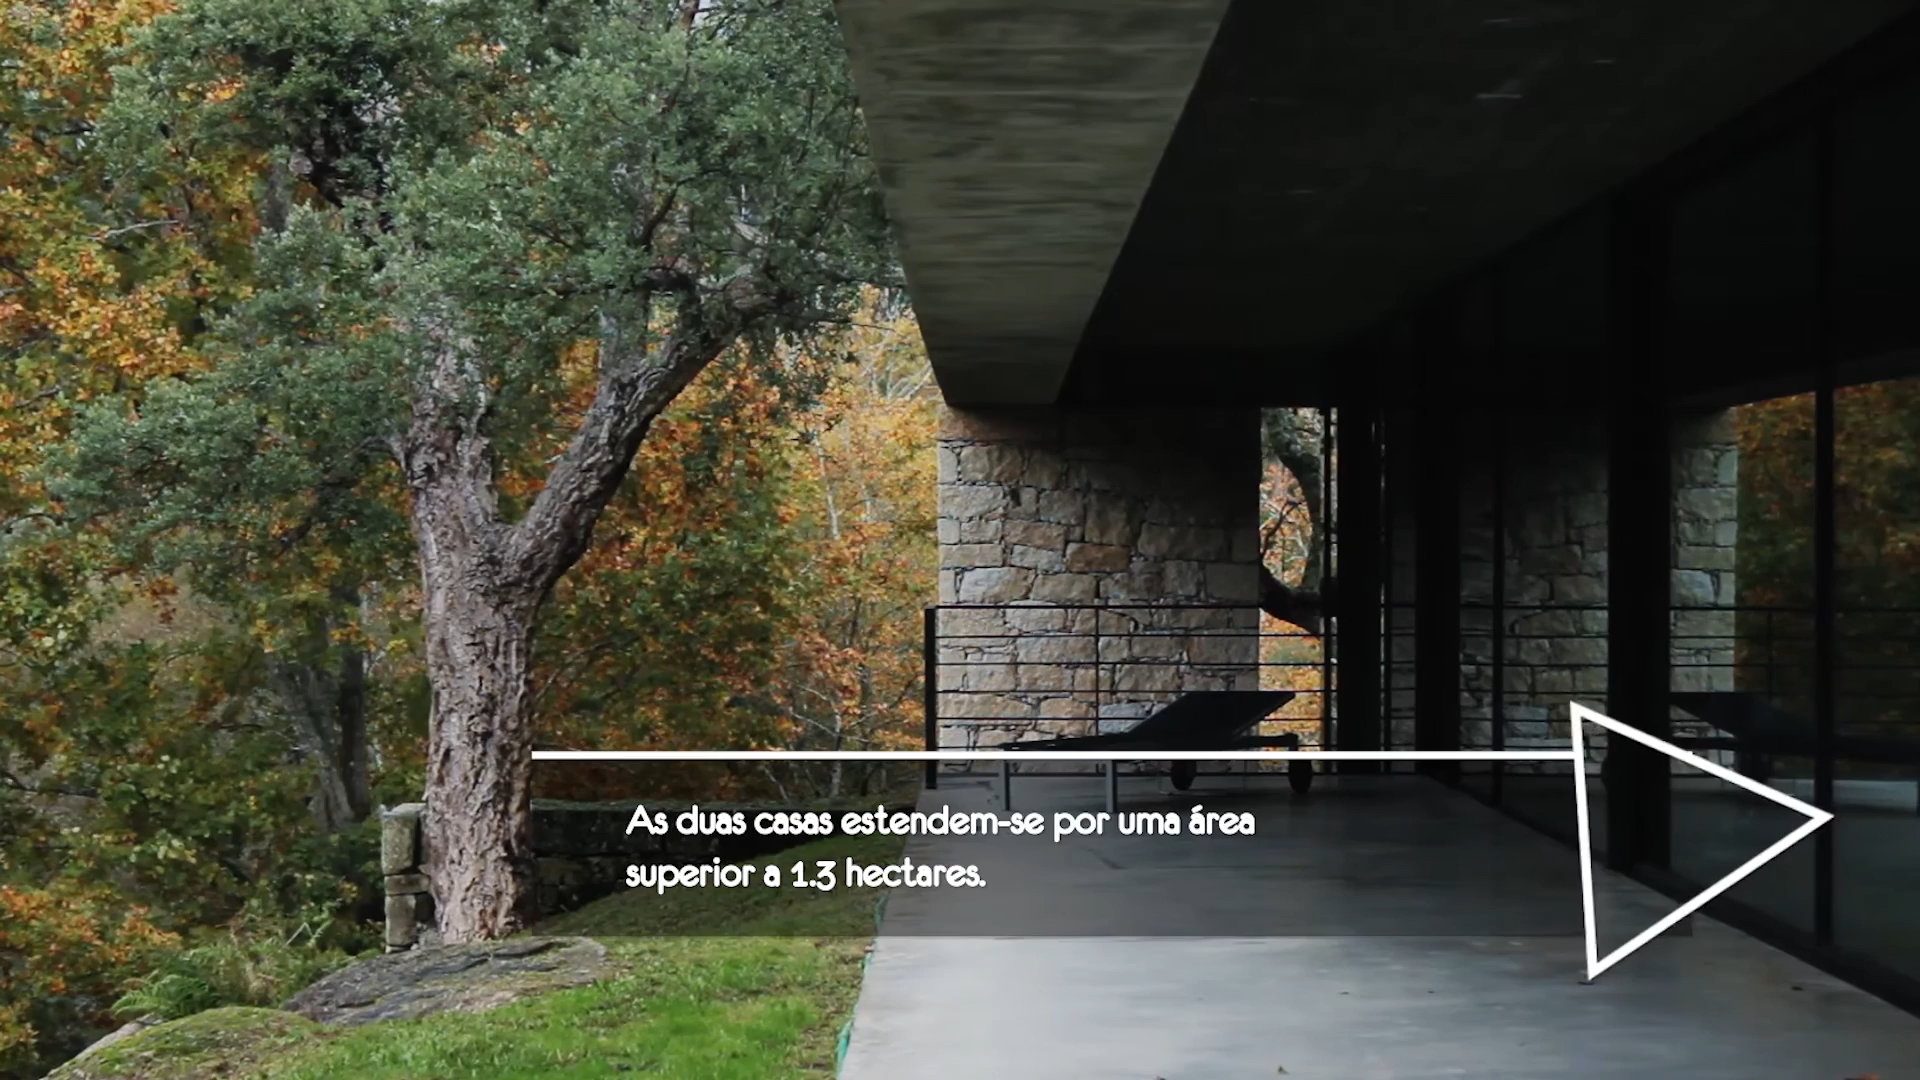 As duas casas estendem-se por uma área
superior a 1.3 hectares.